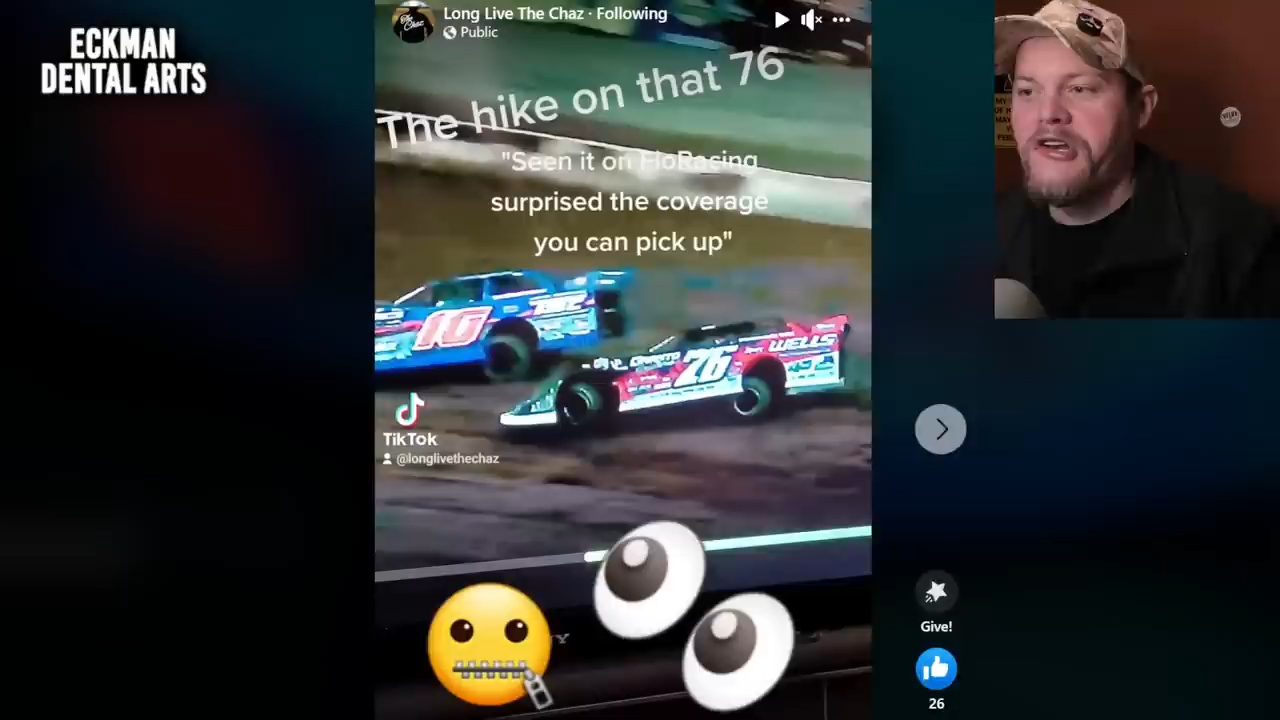 ECKMAN
DENTAL ARTS
Long Live The Chaz · Following
Public
The hike on that 76
"Seen it on FloRacing
surprised the coverage
you can pick up"
16
76
WELLS
TikTok
@longlivethechaz
Give!
26